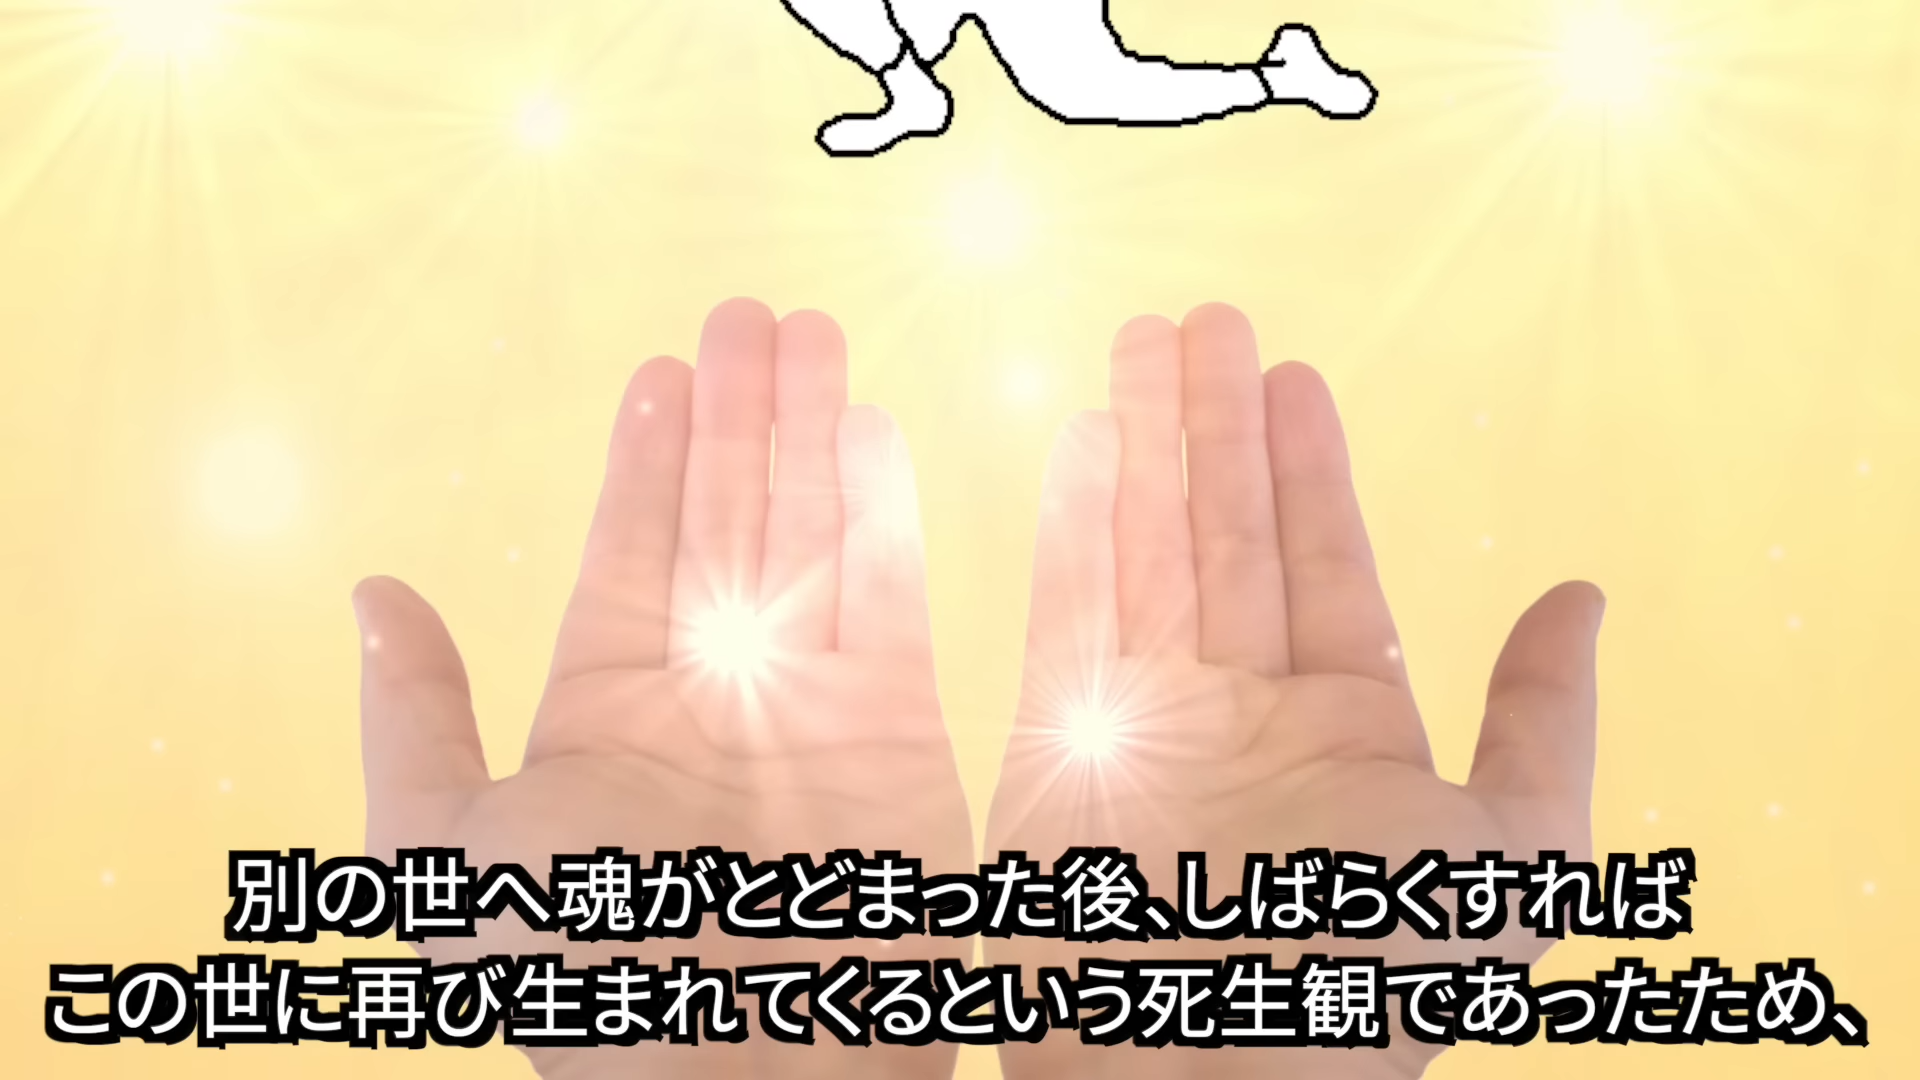 別の世へ魂がとどまった後、しばらくすれば
この世に再び生まれてくるという死生観であったため、